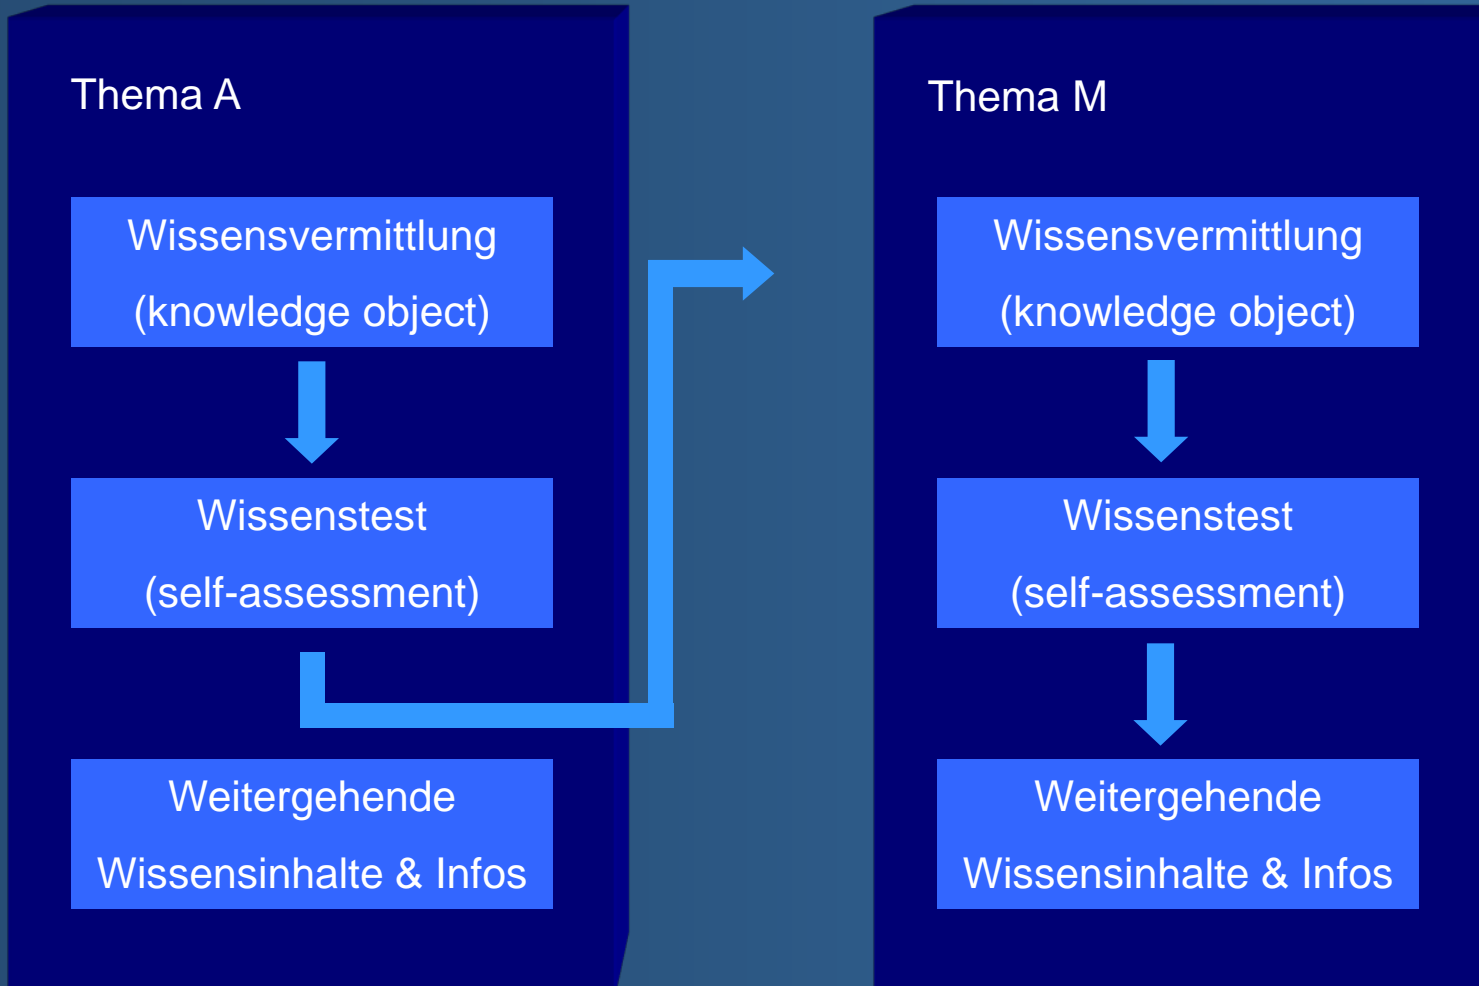 Thema A
Wissensvermittlung
(knowledge object)
Wissenstest
(self-assessment)
Weitergehende
Wissensinhalte & Infos
Thema M
Wissensvermittlung
(knowledge object)
Wissenstest
(self-assessment)
Weitergehende
Wissensinhalte & Infos